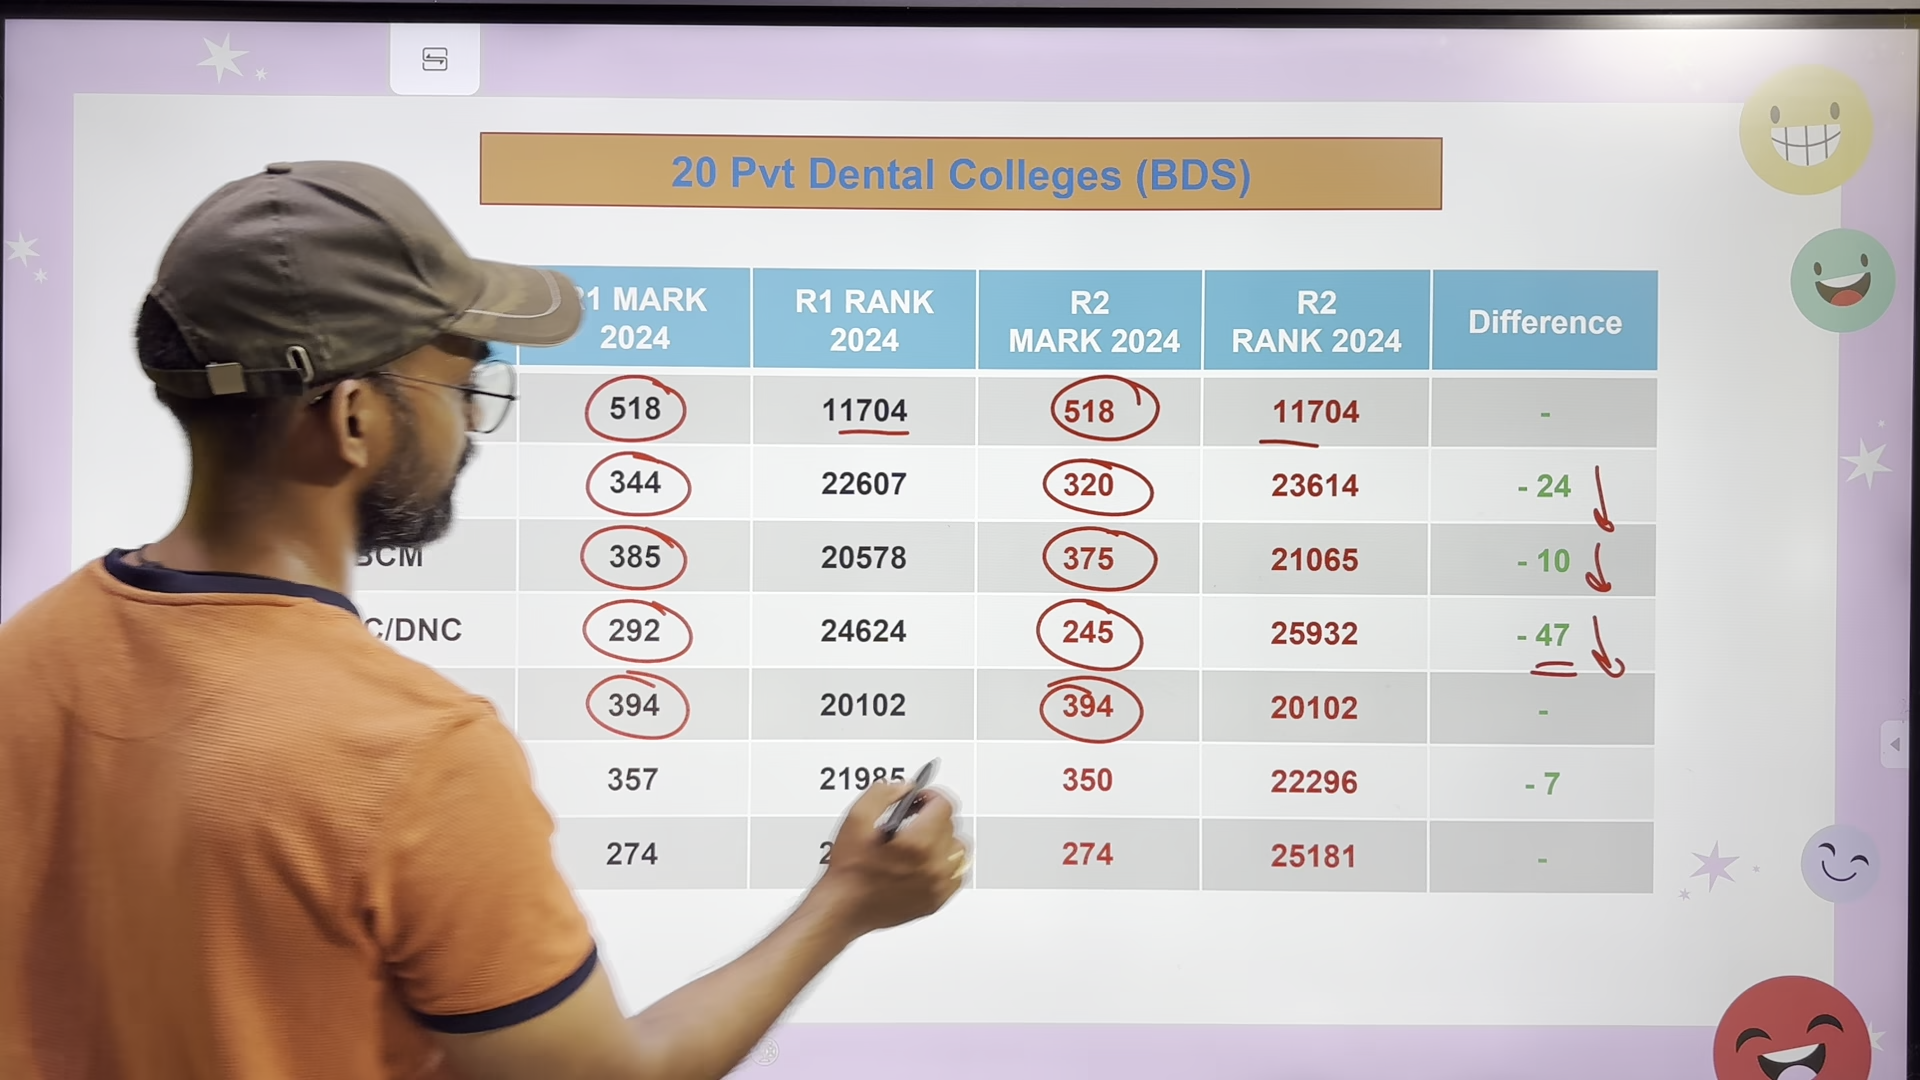 20 Pvt Dental Colleges (BDS)
R1 MARK 2024
R1 RANK 2024
R2 MARK 2024
R2 RANK 2024
Difference
518 11704 518 11704 -
344 22607 320 23614 - 24
BCM 385 20578 375 21065 - 10
C/DNC 292 24624 245 25932 - 47
394 20102 394 20102 -
357 21985 350 22296 - 7
274 274 25181 -